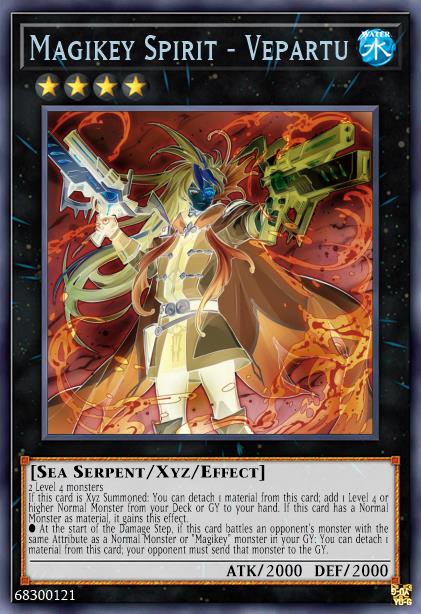 MAGIKEY SPIRIT - VEPARTU
WATER
水
[SEA SERPENT/XYZ/EFFECT]
2 Level 4 monsters
If this card is Xyz Summoned: You can detach 1 material from this card; add 1 Level 4 or
higher Normal Monster from your Deck or GY to your hand. If this card has a Normal
Monster as material, it gains this effect.
● At the start of the Damage Step, if this card battles an opponent's monster with the
same Attribute as a Normal Monster or "Magikey" monster in your GY: You can detach 1
material from this card; your opponent must send that monster to the GY.
ATK/2000 DEF/2000
68300121